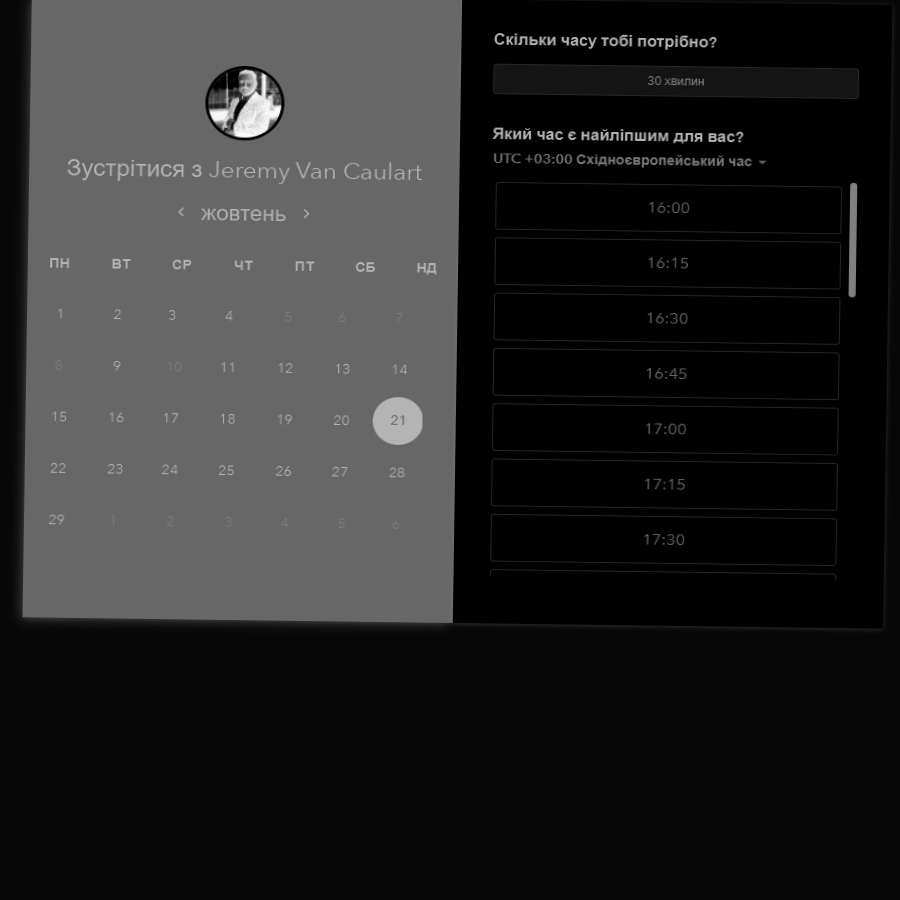 Зустрітися з Jeremy Van Caulart
‹ жовтень ›
ПН ВТ СР ЧТ ПТ СБ НД
1 2 3 4 5 6 7
8 9 10 11 12 13 14
15 16 17 18 19 20 21
22 23 24 25 26 27 28
29 1 2 3 4 5 6
Скільки часу тобі потрібно?
30 хвилин
Який час є найліпшим для вас?
UTC +03:00 Східноєвропейський час
16:00
16:15
16:30
16:45
17:00
17:15
17:30